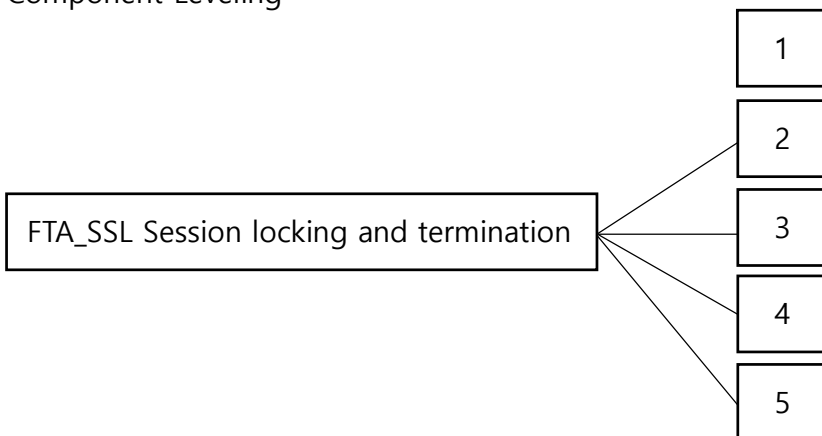 Component Leveling
1
2
FTA_SSL Session locking and termination
3
4
5